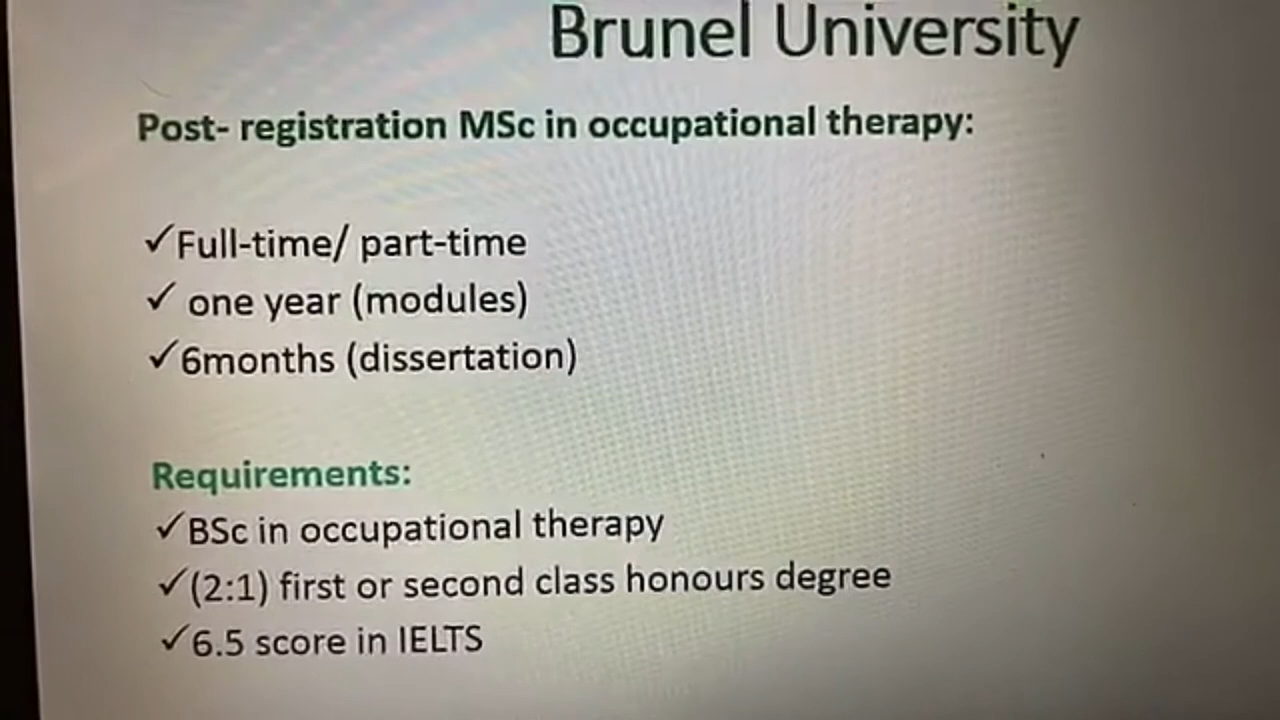 Brunel University
Post- registration MSc in occupational therapy:
✓Full-time/ part-time
✓ one year (modules)
✓6months (dissertation)
Requirements:
✓BSc in occupational therapy
✓(2:1) first or second class honours degree
✓6.5 score in IELTS